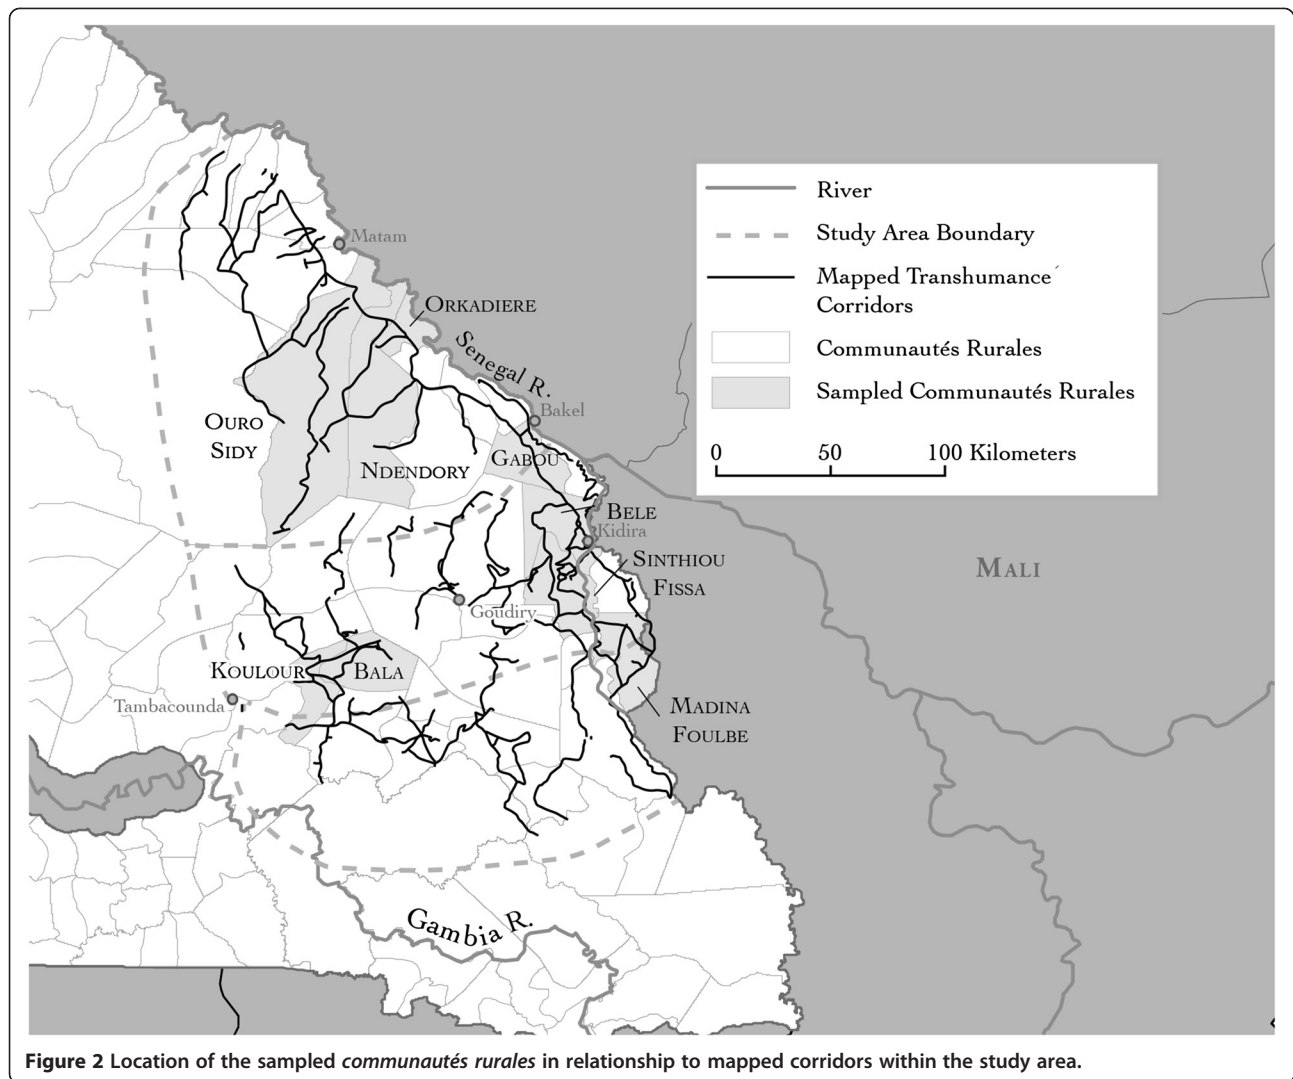 River
Study Area Boundary
Mapped Transhumance´
Corridors
Communautés Rurales
Sampled Communautés Rurales
0 50 100 Kilometers
Matam
ORKADIERE
Senegal R.
Bakel
OURO
SIDY
NDENDORY
GABOU
BELE
Kidira
SINTHIOU
FISSA
MALI
Goudiry
KOULOUR
BALA
Tambacounda
MADINA
FOULBE
Gambia R.
Figure 2 Location of the sampled communautés rurales in relationship to mapped corridors within the study area.